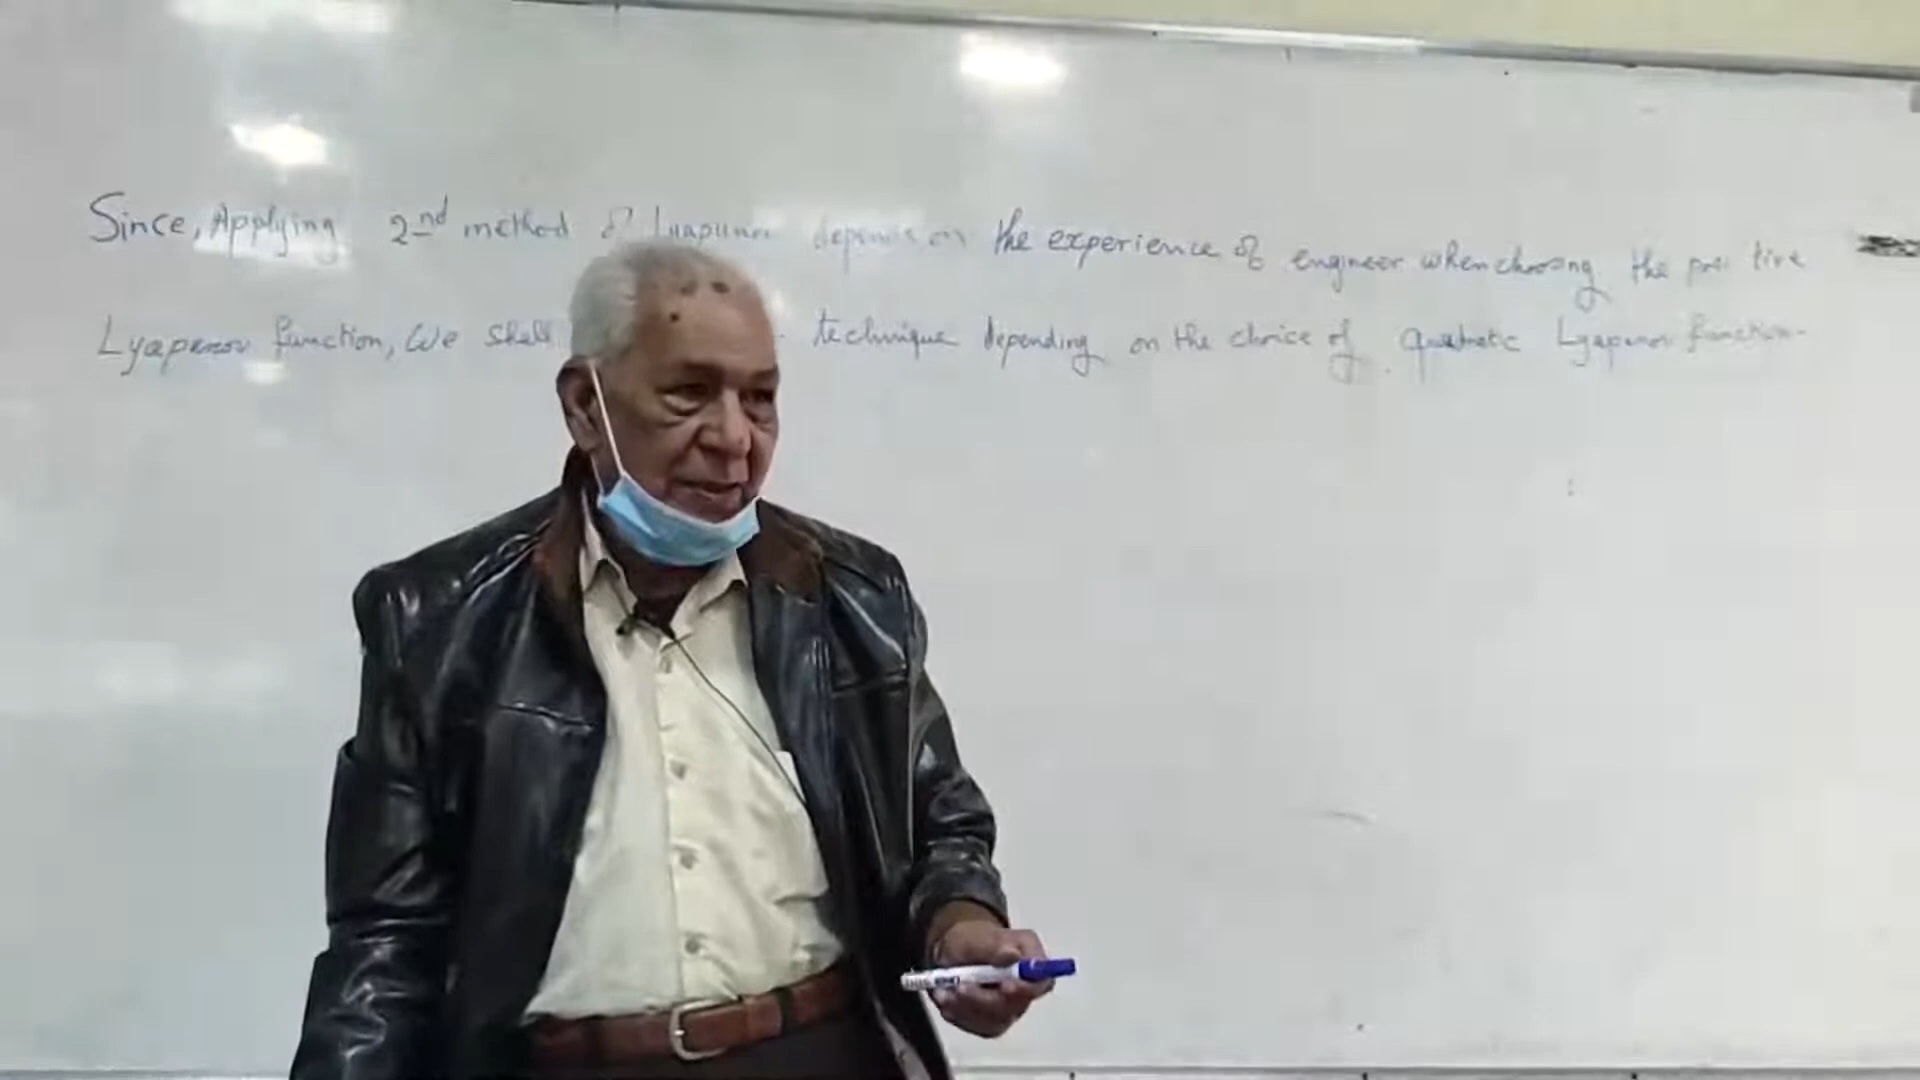 Since, Applying 2nd method of Lyapunov depends on the experience of engineer when choosing the positive
Lyapunov function, We shall technique depending on the choice of quadratic Lyapunov function.